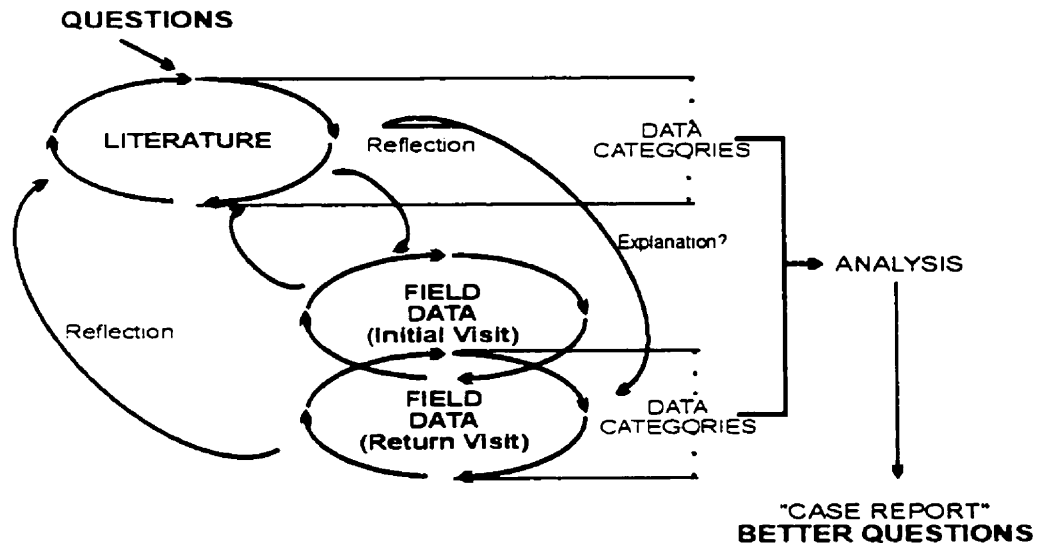 QUESTIONS
LITERATURE
Reflection
DATA
CATEGORIES
Explanation?
ANALYSIS
FIELD
DATA
(Initial Visit)
Reflection
FIELD
DATA
(Return Visit)
DATA
CATEGORIES
"CASE REPORT"
BETTER QUESTIONS